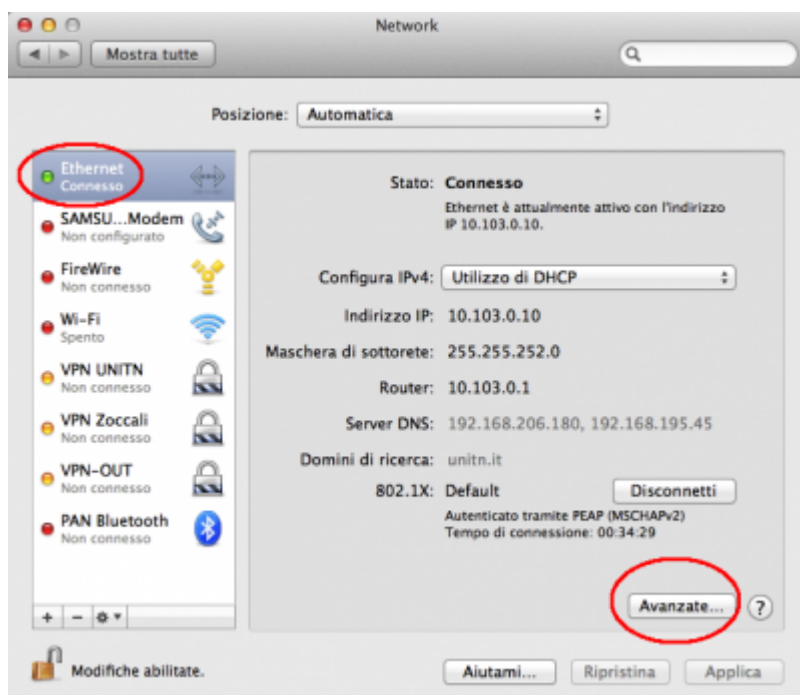 Network
Mostra tutte
Posizione: Automatica
Ethernet
Connesso
SAMSU...Modem
Non configurato
FireWire
Non connesso
Wi-Fi
Spento
VPN UNITN
Non connesso
VPN Zoccali
Non connesso
VPN-OUT
Non connesso
PAN Bluetooth
Non connesso
Stato: Connesso
Ethernet è attualmente attivo con l'indirizzo
IP 10.103.0.10.
Configura IPv4: Utilizzo di DHCP
Indirizzo IP: 10.103.0.10
Maschera di sottorete: 255.255.252.0
Router: 10.103.0.1
Server DNS: 192.168.206.180, 192.168.195.45
Domini di ricerca: unitn.it
802.1X: Default Disconnetti
Autenticato tramite PEAP (MSCHAPv2)
Tempo di connessione: 00:34:29
Avanzate... ?
+ −
Modifiche abilitate.
Aiutami... Ripristina Applica